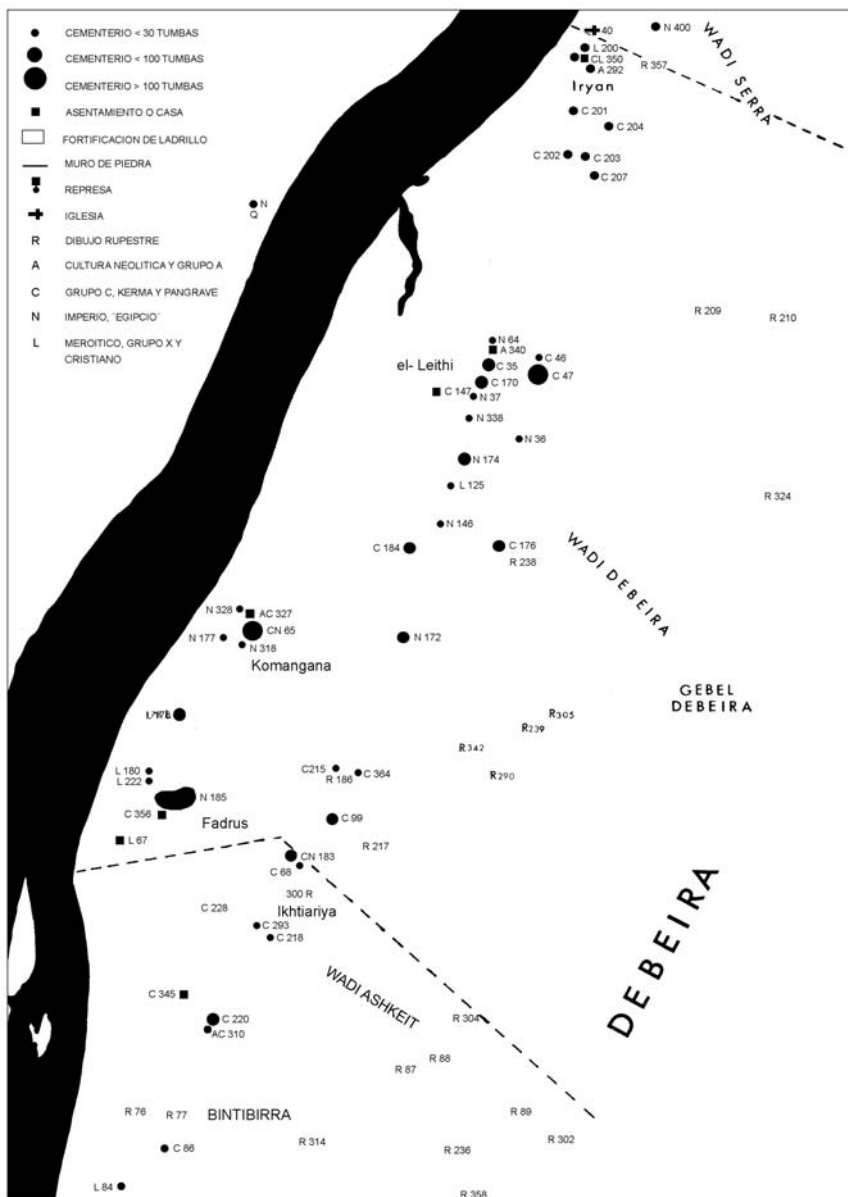 CEMENTERIO < 30 TUMBAS
CEMENTERIO < 100 TUMBAS
CEMENTERIO > 100 TUMBAS
ASENTAMIENTO O CASA
FORTIFICACION DE LADRILLO
MURO DE PIEDRA
REPRESA
IGLESIA
R DIBUJO RUPESTRE
A CULTURA NEOLITICA Y GRUPO A
C GRUPO C, KERMA Y PANGRAVE
N IMPERIO, ¨EGIPCIO¨
L MEROITICO, GRUPO X Y
CRISTIANO
40
N 400
WADI SERRA
L 200
CL 350
R 357
A 292
Iryan
C 201
C 204
C 202
C 203
C 207
N
Q
R 209
R 210
N 64
A 340
C 46
el- Leithi
C 35
C 47
C 170
C 147
N 37
N 338
N 36
N 174
L 125
R 324
N 146
C 184
C 176
WADI DEBEIRA
R 238
N 328
AC 327
CN 65
N 177
N 318
N 172
Komangana
GEBEL
DEBEIRA
R305
R239
R342
R290
L 180
C215
C 364
L 222
R 186
N 185
C 356
Fadrus
C 99
L 67
R 217
CN 183
C 68
300 R
C 228
Ikhtiariya
C 293
C 218
DEBEIRA
WADI ASHKEIT
C 345
C 220
R 304
AC 310
R 88
R 87
R 76
R 77
BINTIBIRRA
R 89
R 314
R 302
C 86
R 236
L 84
R 358